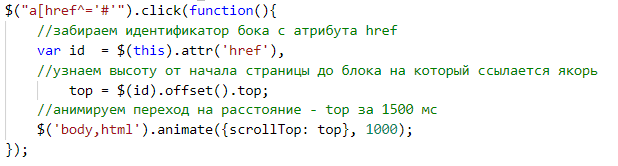 $("a[href^='#'").click(function(){
//забираем идентификатор бока с атрибута href
var id  = $(this).attr('href'),
//узнаем высоту от начала страницы до блока на который ссылается якорь
top = $(id).offset().top;
//анимируем переход на расстояние - top за 1500 мс
$('body,html').animate({scrollTop: top}, 1000);
});